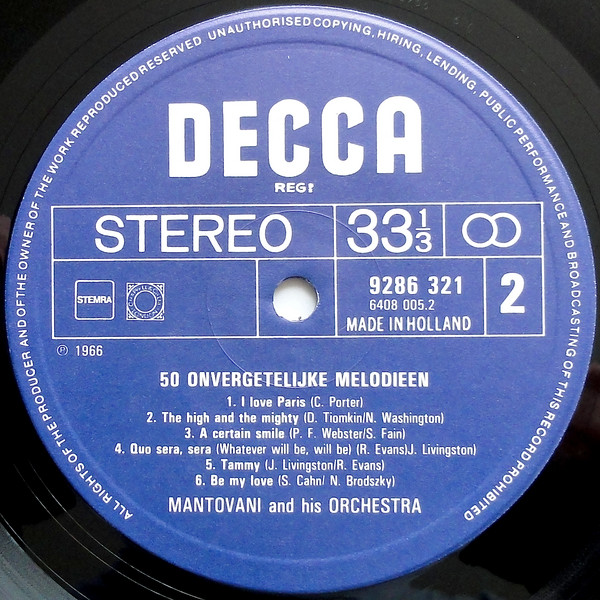 ALL RIGHTS OF THE PRODUCER AND OF THE OWNER OF THE WORK REPRODUCED RESERVED UNAUTHORISED COPYING, HIRING, LENDING, PUBLIC PERFORMANCE AND BROADCASTING OF THIS RECORD PROHIBITED
DECCA
REGD
STEREO 33 1/3
STEMRA
9286 321
6408 005.2
MADE IN HOLLAND
2
℗ 1966
50 ONVERGETELIJKE MELODIEEN
1. I love Paris (C. Porter)
2. The high and the mighty (D. Tiomkin/N. Washington)
3. A certain smile (P. F. Webster/S. Fain)
4. Quo sera, sera (Whatever will be, will be) (R. Evans)J. Livingston)
5. Tammy (J. Livingston/R. Evans)
6. Be my love (S. Cahn/ N. Brodszky)
MANTOVANI and his ORCHESTRA